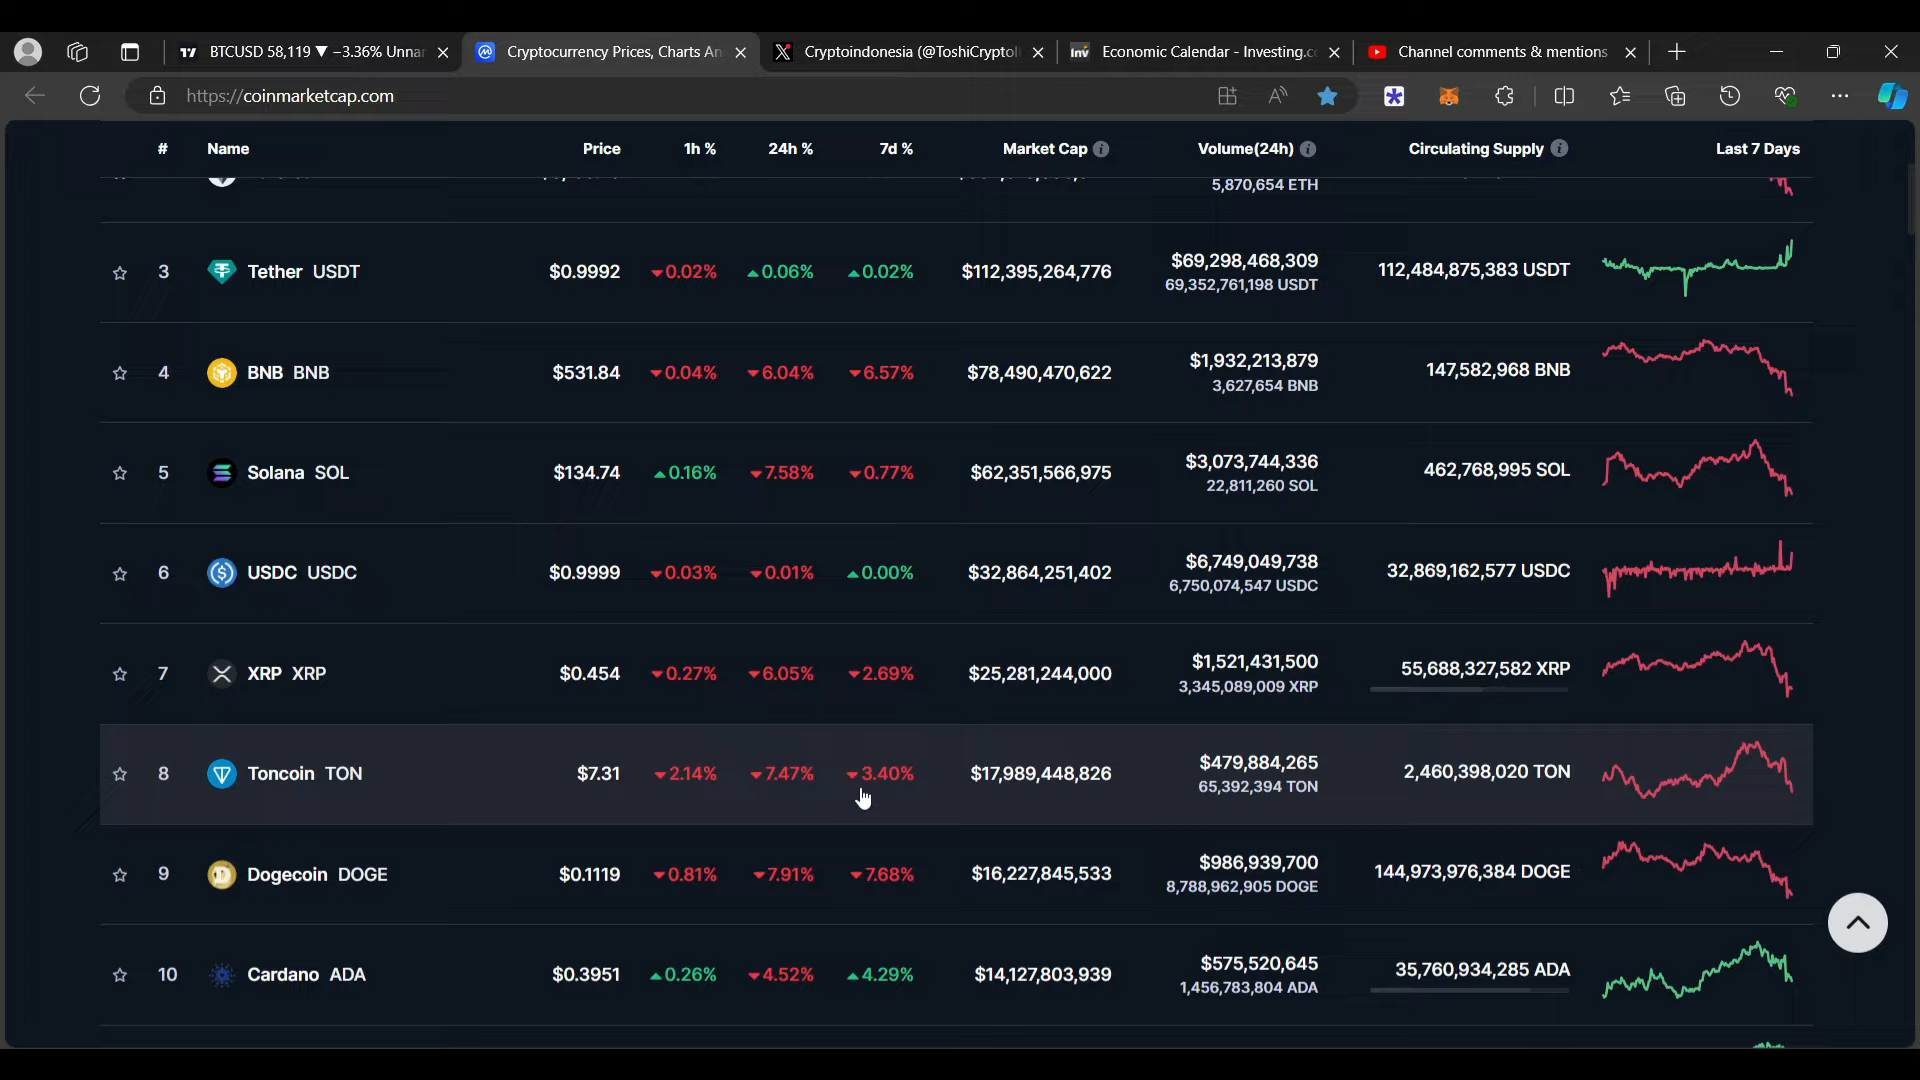 BTCUSD 58,119 ▼ −3.36% Unnar
Cryptocurrency Prices, Charts An
Cryptoindonesia (@ToshiCryptoI
Economic Calendar - Investing.c
Channel comments & mentions
https://coinmarketcap.com
# Name Price 1h % 24h % 7d % Market Cap Volume(24h) Circulating Supply Last 7 Days
5,870,654 ETH
3 Tether USDT $0.9992 0.02% 0.06% 0.02% $112,395,264,776 $69,298,468,309 112,484,875,383 USDT
69,352,761,198 USDT
4 BNB BNB $531.84 0.04% 6.04% 6.57% $78,490,470,622 $1,932,213,879 147,582,968 BNB
3,627,654 BNB
5 Solana SOL $134.74 0.16% 7.58% 0.77% $62,351,566,975 $3,073,744,336 462,768,995 SOL
22,811,260 SOL
6 USDC USDC $0.9999 0.03% 0.01% 0.00% $32,864,251,402 $6,749,049,738 32,869,162,577 USDC
6,750,074,547 USDC
7 XRP XRP $0.454 0.27% 6.05% 2.69% $25,281,244,000 $1,521,431,500 55,688,327,582 XRP
3,345,089,009 XRP
8 Toncoin TON $7.31 2.14% 7.47% 3.40% $17,989,448,826 $479,884,265 2,460,398,020 TON
65,392,394 TON
9 Dogecoin DOGE $0.1119 0.81% 7.91% 7.68% $16,227,845,533 $986,939,700 144,973,976,384 DOGE
8,788,962,905 DOGE
10 Cardano ADA $0.3951 0.26% 4.52% 4.29% $14,127,803,939 $575,520,645 35,760,934,285 ADA
1,456,783,804 ADA